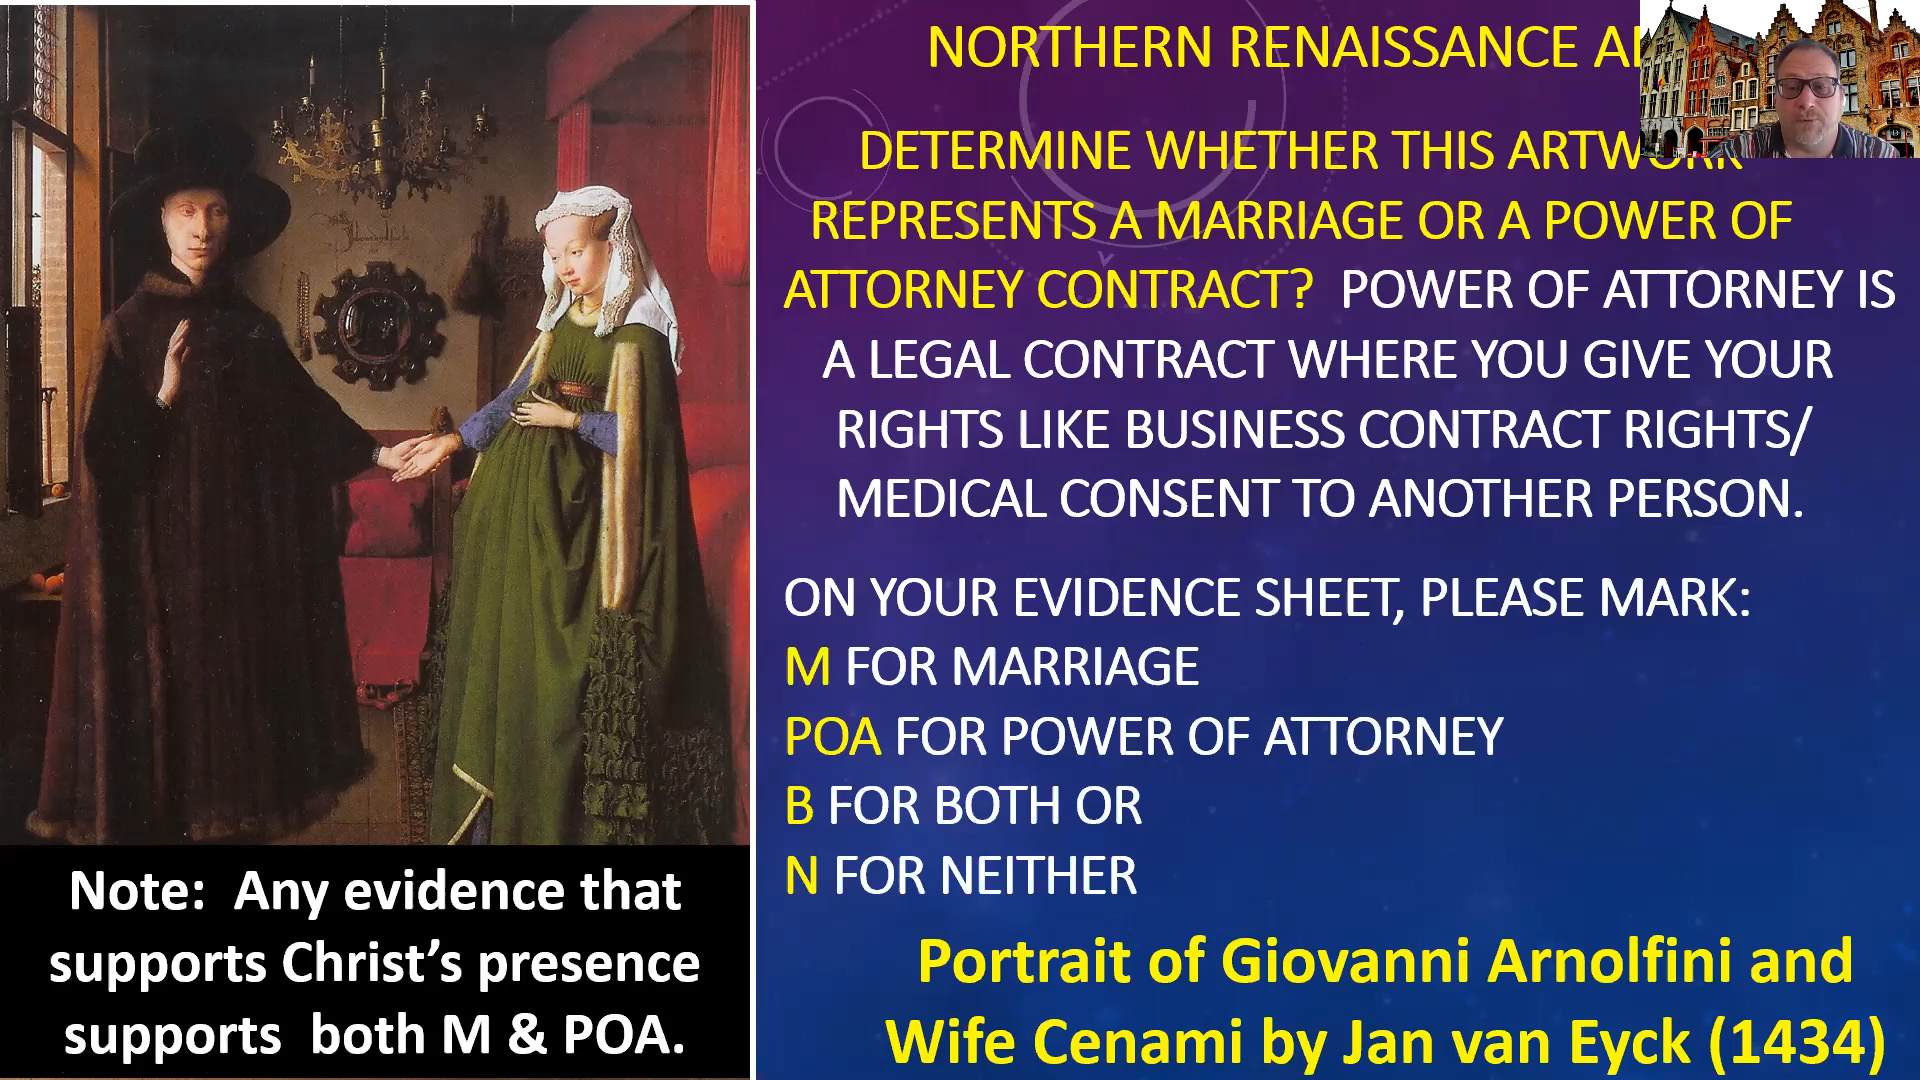 NORTHERN RENAISSANCE
DETERMINE WHETHER THIS ARTWORK
REPRESENTS A MARRIAGE OR A POWER OF
ATTORNEY CONTRACT? POWER OF ATTORNEY IS
A LEGAL CONTRACT WHERE YOU GIVE YOUR
RIGHTS LIKE BUSINESS CONTRACT RIGHTS/
MEDICAL CONSENT TO ANOTHER PERSON.
ON YOUR EVIDENCE SHEET, PLEASE MARK:
M FOR MARRIAGE
POA FOR POWER OF ATTORNEY
B FOR BOTH OR
N FOR NEITHER
Portrait of Giovanni Arnolfini and
Wife Cenami by Jan van Eyck (1434)
Note: Any evidence that
supports Christ's presence
supports both M & POA.